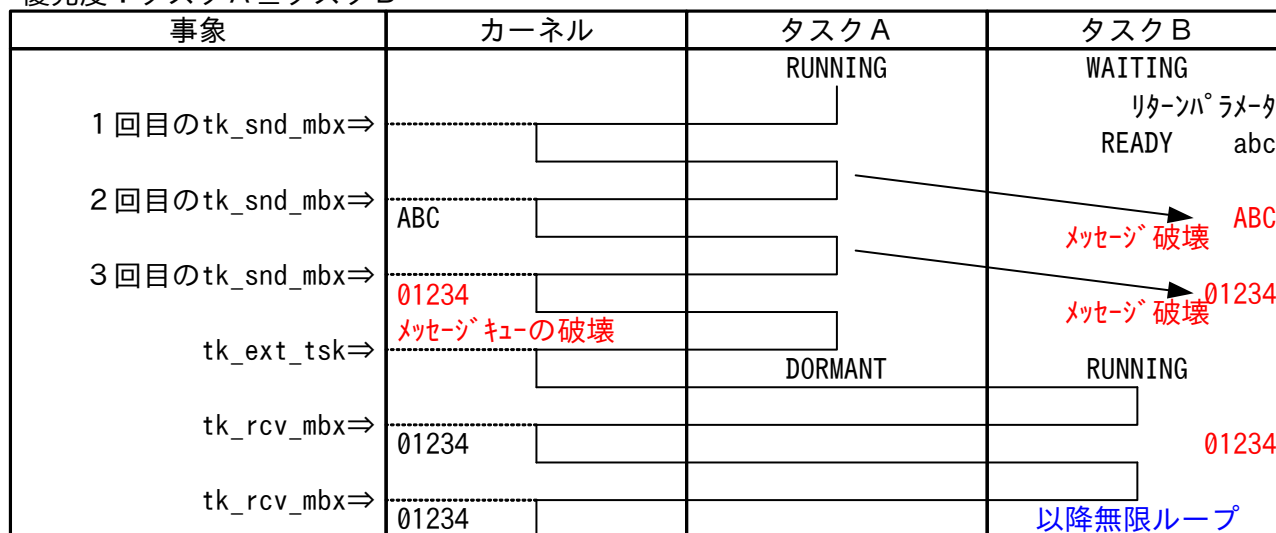 事象 カーネル タスクA タスクB
RUNNING WAITING
リターンパラメータ
1回目のtk_snd_mbx⇒
READY abc
2回目のtk_snd_mbx⇒
ABC ABC
メッセージ破壊
3回目のtk_snd_mbx⇒
01234 01234
メッセージ破壊
メッセージキューの破壊
tk_ext_tsk⇒
DORMANT RUNNING
tk_rcv_mbx⇒
01234 01234
tk_rcv_mbx⇒
01234 以降無限ループ